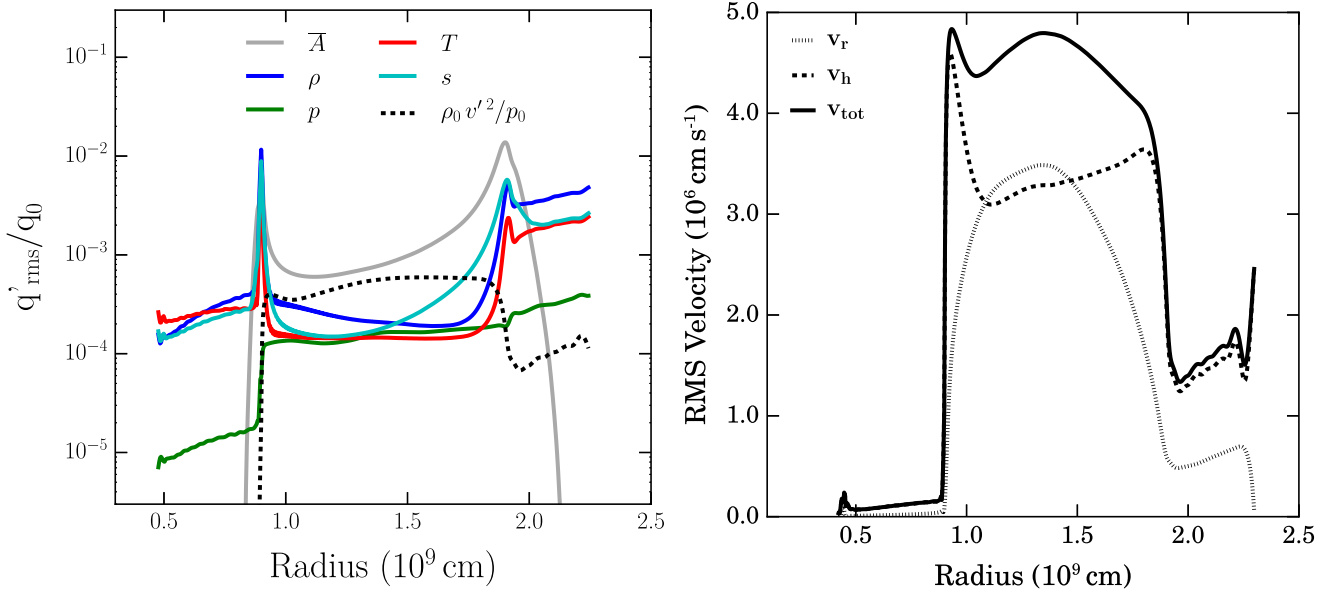 10⁻¹
10⁻²
10⁻³
10⁻⁴
10⁻⁵
q'rms/q0
A̅
ρ
p
T
s
ρ₀ v′²/p₀
0.5 1.0 1.5 2.0 2.5
Radius (10⁹ cm)
5.0
4.0
3.0
2.0
1.0
0.0
RMS Velocity (10⁶ cm s⁻¹)
v_r
v_h
v_tot
0.5 1.0 1.5 2.0 2.5
Radius (10⁹ cm)